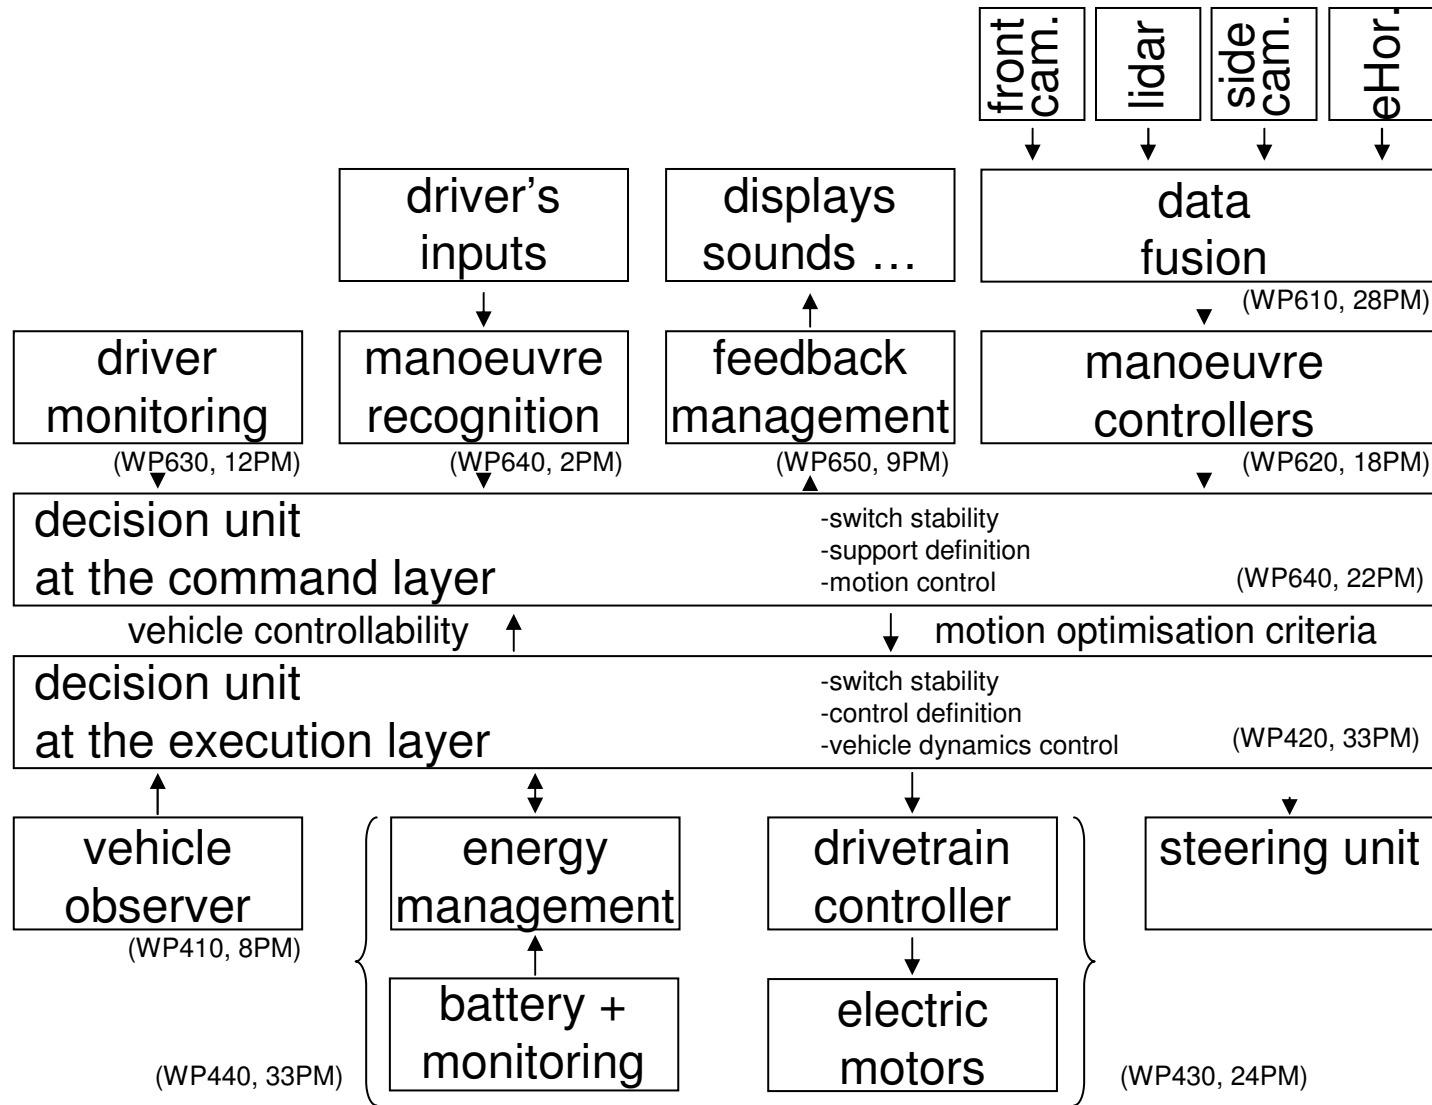 front
cam.
lidar
side
cam.
eHor.
driver's
inputs
displays
sounds …
data
fusion
(WP610, 28PM)
driver
monitoring
(WP630, 12PM)
manoeuvre
recognition
(WP640, 2PM)
feedback
management
(WP650, 9PM)
manoeuvre
controllers
(WP620, 18PM)
decision unit
at the command layer
-switch stability
-support definition
-motion control
(WP640, 22PM)
vehicle controllability
motion optimisation criteria
decision unit
at the execution layer
-switch stability
-control definition
-vehicle dynamics control
(WP420, 33PM)
vehicle
observer
(WP410, 8PM)
energy
management
drivetrain
controller
steering unit
battery +
monitoring
(WP440, 33PM)
electric
motors
(WP430, 24PM)